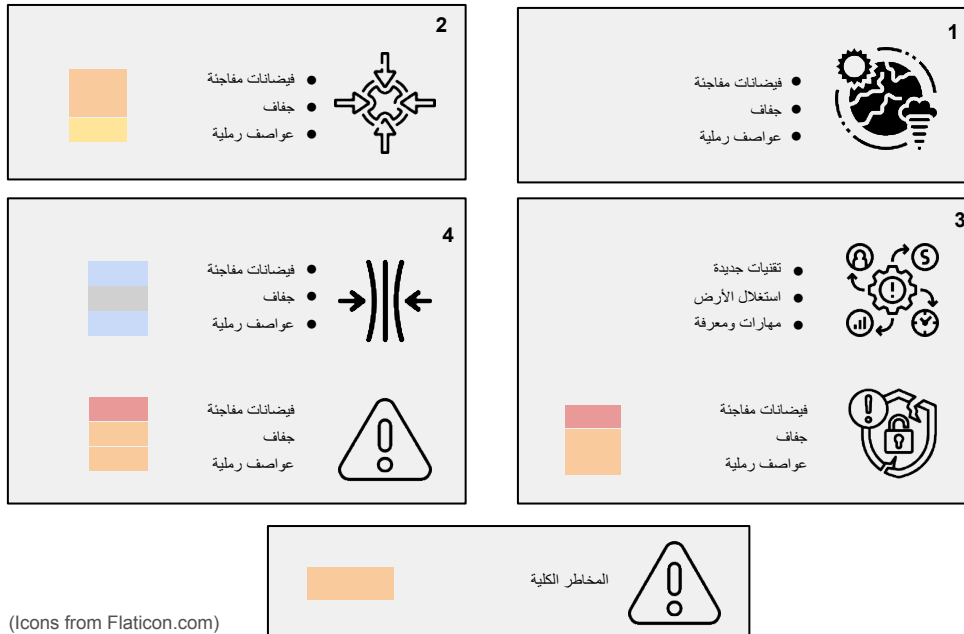 1
فيضانات مفاجئة
جفاف
عواصف رملية
2
فيضانات مفاجئة
جفاف
عواصف رملية
3
تقنيات جديدة
استغلال الأرض
مهارات ومعرفة
فيضانات مفاجئة
جفاف
عواصف رملية
4
فيضانات مفاجئة
جفاف
عواصف رملية
فيضانات مفاجئة
جفاف
عواصف رملية
المخاطر الكلية
(Icons from Flaticon.com)